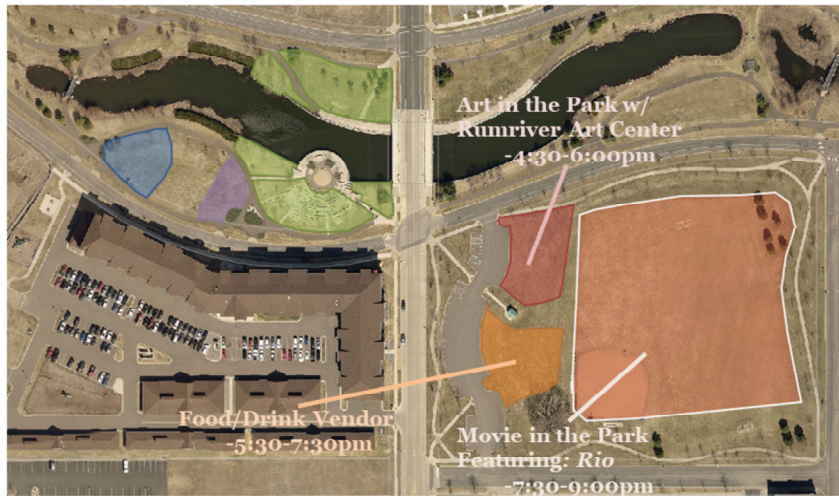 Art in the Park w/
Rumriver Art Center
-4:30-6:00pm
Food/Drink Vendor
-5:30-7:30pm
Movie in the Park
Featuring: Rio
-7:30-9:00pm